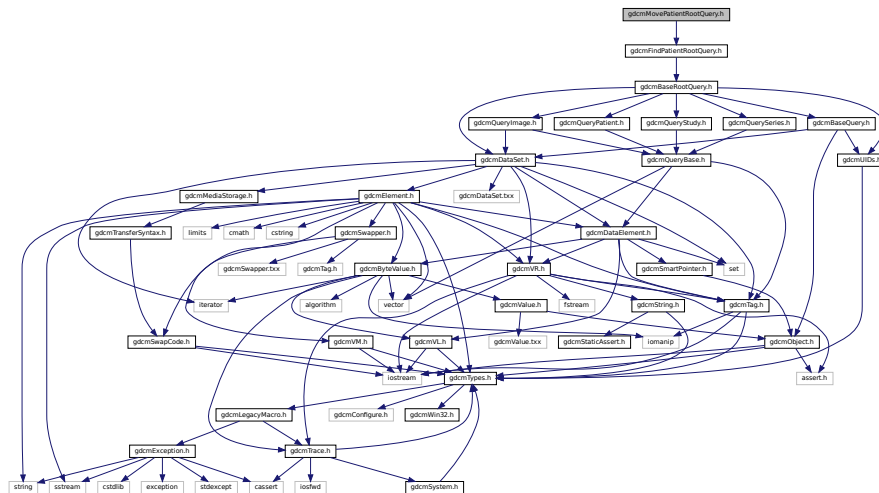 gdcmMovePatientRootQuery.h
gdcmFindPatientRootQuery.h
gdcmBaseRootQuery.h
gdcmQueryImage.h
gdcmQueryPatient.h
gdcmQueryStudy.h
gdcmQuerySeries.h
gdcmBaseQuery.h
gdcmDataSet.h
gdcmQueryBase.h
gdcmUIDs.h
gdcmMediaStorage.h
gdcmElement.h
gdcmDataSet.txx
gdcmTransferSyntax.h
limits
cmath
cstring
gdcmSwapper.h
gdcmDataElement.h
gdcmSwapper.txx
gdcmTag.h
gdcmByteValue.h
gdcmVR.h
gdcmSmartPointer.h
set
iterator
algorithm
vector
gdcmValue.h
fstream
gdcmString.h
gdcmTag.h
gdcmSwapCode.h
gdcmVM.h
gdcmVL.h
gdcmValue.txx
gdcmStaticAssert.h
iomanip
gdcmObject.h
iostream
gdcmTypes.h
assert.h
gdcmLegacyMacro.h
gdcmConfigure.h
gdcmWin32.h
gdcmException.h
gdcmTrace.h
string
sstream
cstdlib
exception
stdexcept
cassert
iosfwd
gdcmSystem.h